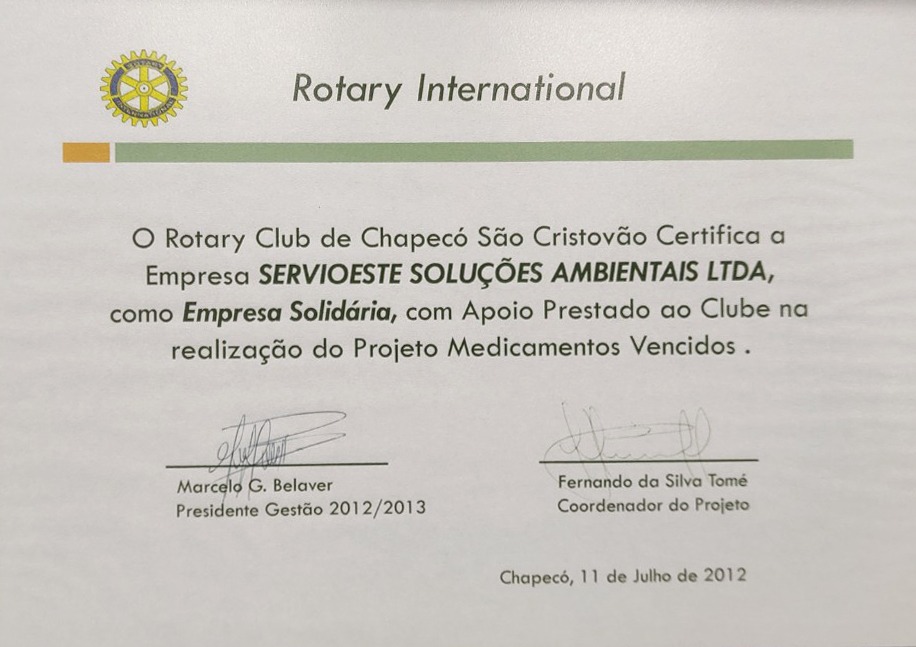 ROTARY
INTERNATIONAL
Rotary International
O Rotary Club de Chapecó São Cristovão Certifica a
Empresa SERVIOESTE SOLUÇÕES AMBIENTAIS LTDA,
como Empresa Solidária, com Apoio Prestado ao Clube na
realização do Projeto Medicamentos Vencidos .
Marcelo G. Belaver
Presidente Gestão 2012/2013
Fernando da Silva Tomé
Coordenador do Projeto
Chapecó, 11 de Julho de 2012